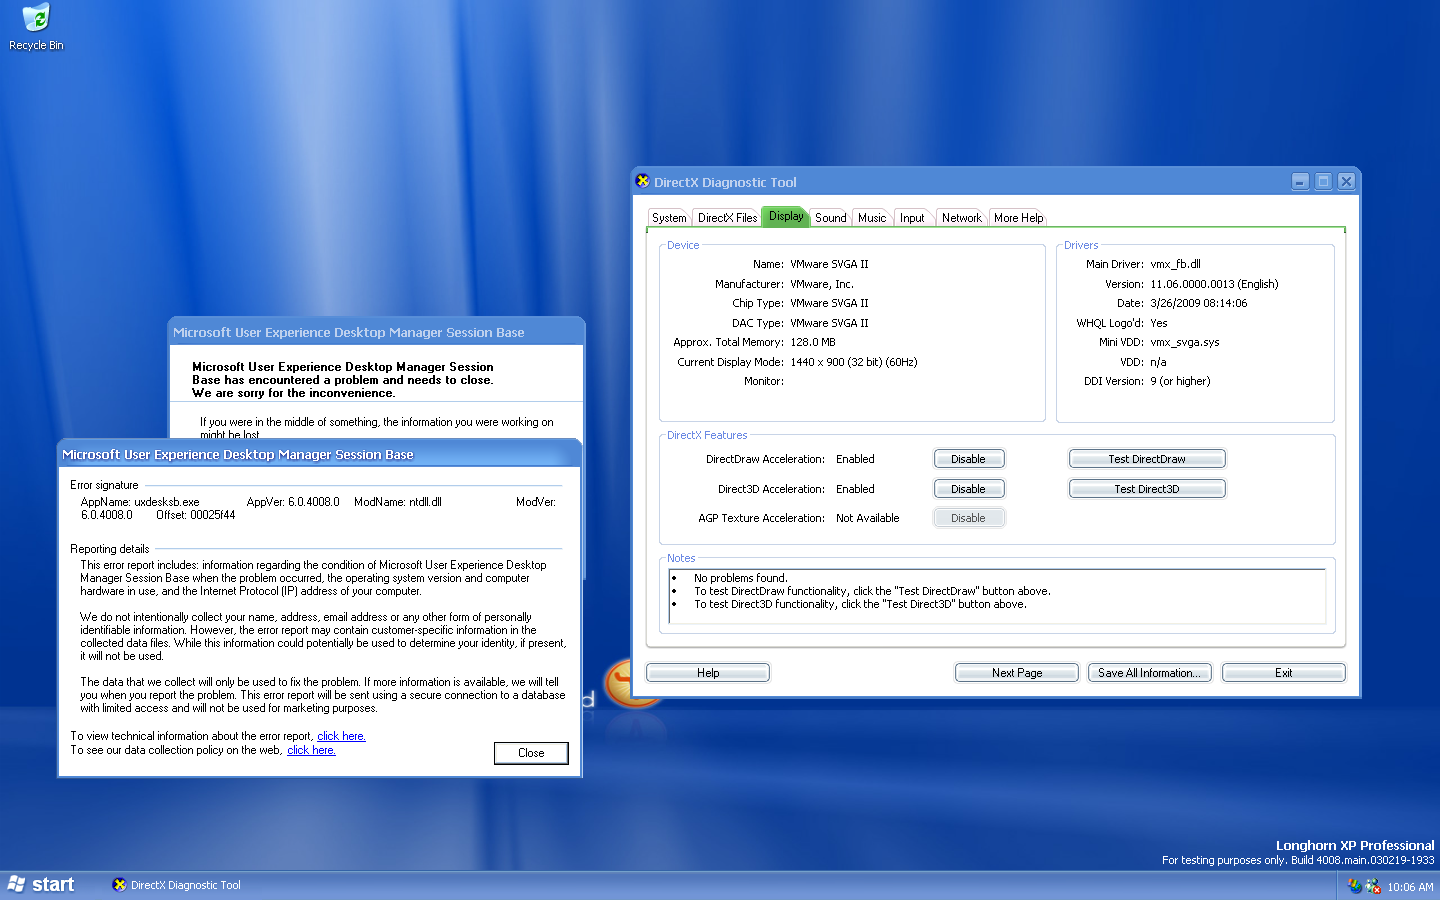 Recycle Bin
Microsoft User Experience Desktop Manager Session Base
Microsoft User Experience Desktop Manager Session
Base has encountered a problem and needs to close.
We are sorry for the inconvenience.
If you were in the middle of something, the information you were working on
might be lost.
Microsoft User Experience Desktop Manager Session Base
Error signature
AppName: uxdesksb.exe AppVer: 6.0.4008.0 ModName: ntdll.dll ModVer:
6.0.4008.0 Offset: 00025f44
Reporting details
This error report includes: information regarding the condition of Microsoft User Experience Desktop
Manager Session Base when the problem occurred, the operating system version and computer
hardware in use, and the Internet Protocol (IP) address of your computer.
We do not intentionally collect your name, address, email address or any other form of personally
identifiable information. However, the error report may contain customer-specific information in the
collected data files. While this information could potentially be used to determine your identity, if present,
it will not be used.
The data that we collect will only be used to fix the problem. If more information is available, we will tell
you when you report the problem. This error report will be sent using a secure connection to a database
with limited access and will not be used for marketing purposes.
To view technical information about the error report, click here.
To see our data collection policy on the web, click here.
Close
d
DirectX Diagnostic Tool
System DirectX Files Display Sound Music Input Network More Help
Device
Name: VMware SVGA II
Manufacturer: VMware, Inc.
Chip Type: VMware SVGA II
DAC Type: VMware SVGA II
Approx. Total Memory: 128.0 MB
Current Display Mode: 1440 x 900 (32 bit) (60Hz)
Monitor:
Drivers
Main Driver: vmx_fb.dll
Version: 11.06.0000.0013 (English)
Date: 3/26/2009 08:14:06
WHQL Logo'd: Yes
Mini VDD: vmx_svga.sys
VDD: n/a
DDI Version: 9 (or higher)
DirectX Features
DirectDraw Acceleration: Enabled Disable Test DirectDraw
Direct3D Acceleration: Enabled Disable Test Direct3D
AGP Texture Acceleration: Not Available Disable
Notes
• No problems found.
• To test DirectDraw functionality, click the "Test DirectDraw" button above.
• To test Direct3D functionality, click the "Test Direct3D" button above.
Help Next Page Save All Information... Exit
Longhorn XP Professional
For testing purposes only. Build 4008.main.030219-1933
start DirectX Diagnostic Tool 10:06 AM